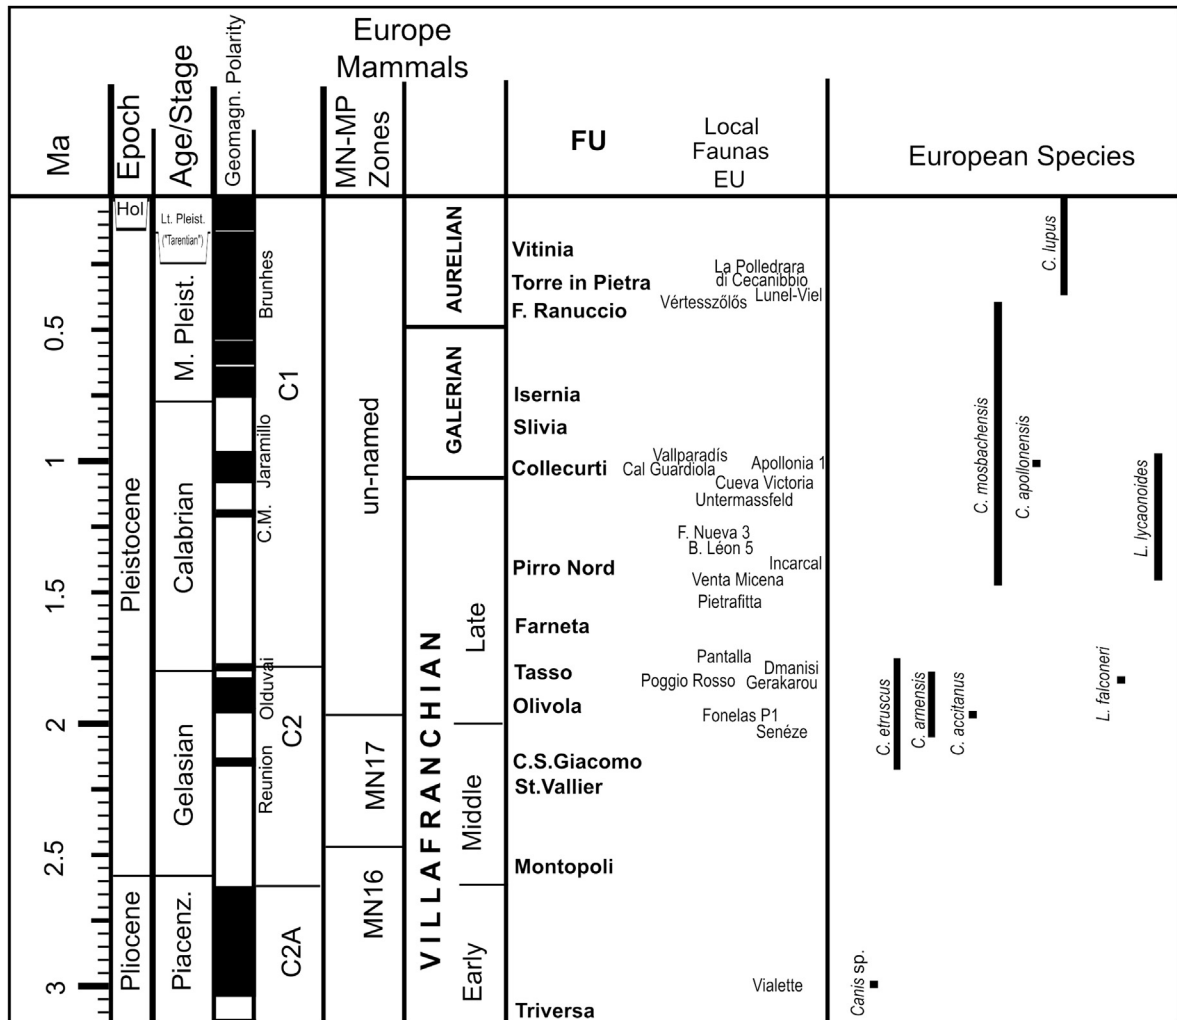 Europe
Mammals
Ma
Epoch
Age/Stage
Geomagn. Polarity
MN-MP
Zones
FU
Local
Faunas
EU
European Species
0.5
1
1.5
2
2.5
3
Hol
Pleistocene
Pliocene
Lt. Pleist.
("Tarentian")
M. Pleist.
Calabrian
Gelasian
Piacenz.
Brunhes
Jaramillo
C.M.
Olduvai
Reunion
C1
C2
C2A
un-named
MN17
MN16
AURELIAN
GALERIAN
VILLAFRANCHIAN
Late
Middle
Early
Vitinia
Torre in Pietra
F. Ranuccio
Isernia
Slivia
Collecurti
Pirro Nord
Farneta
Tasso
Olivola
C.S.Giacomo
St.Vallier
Montopoli
Triversa
La Polledrara
di Cecanibbio
Lunel-Viel
Vértesszőlős
Vallparadís
Cal Guardiola
Apollonia 1
Cueva Victoria
Untermassfeld
F. Nueva 3
B. Léon 5
Incarcal
Venta Micena
Pietrafitta
Pantalla
Dmanisi
Poggio Rosso
Gerakarou
Fonelas P1
Senéze
Vialette
Canis sp.
C. etruscus
C. arnensis
C. accitanus
C. mosbachensis
C. apollonensis
C. lupus
L. falconeri
L. lycaonoides